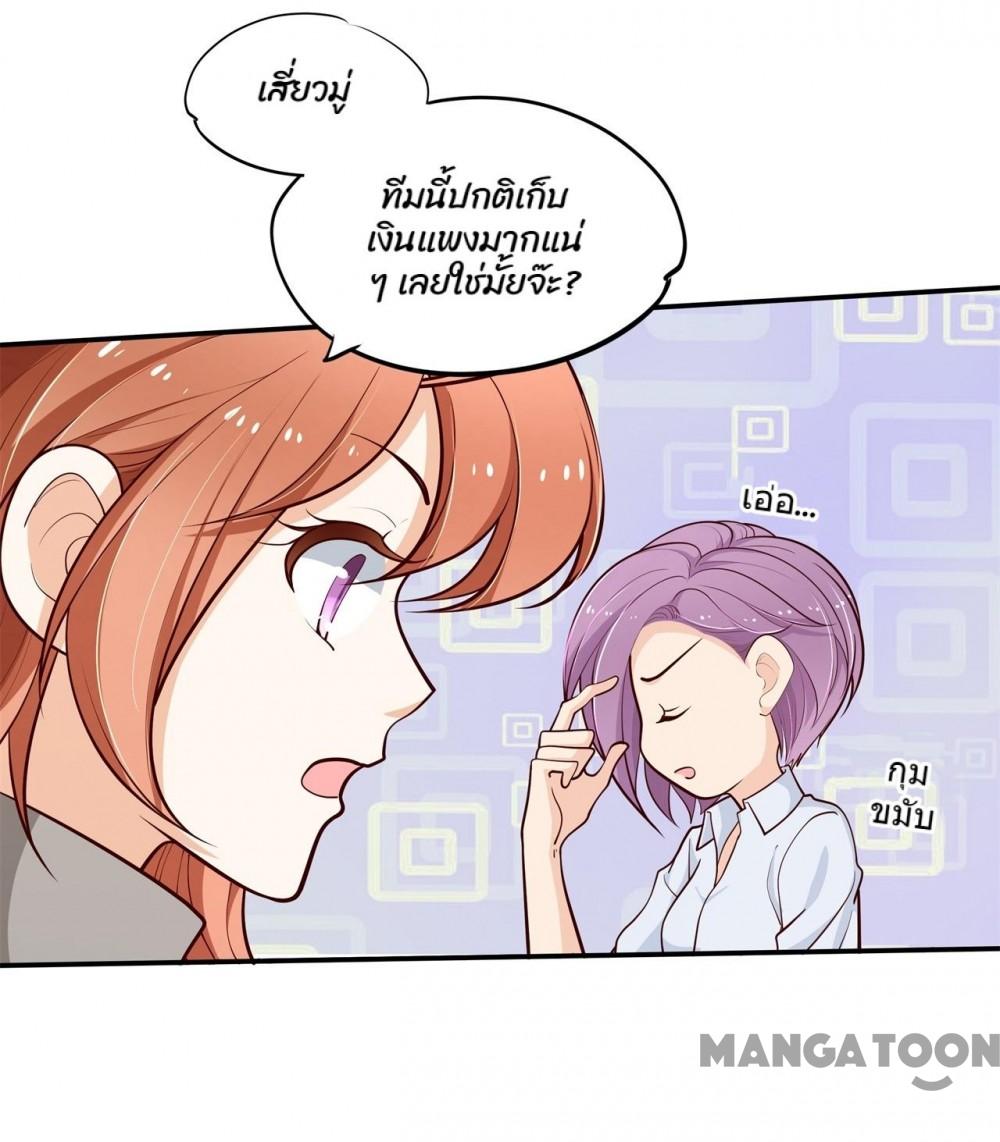 เสี่ยวมู่
ทีมนี้ปกติเก็บ
เงินแพงมากแน่
ๆ เลยใช่มั้ยจ๊ะ?
เอ่อ...
กุม
ขมับ
MANGATOON